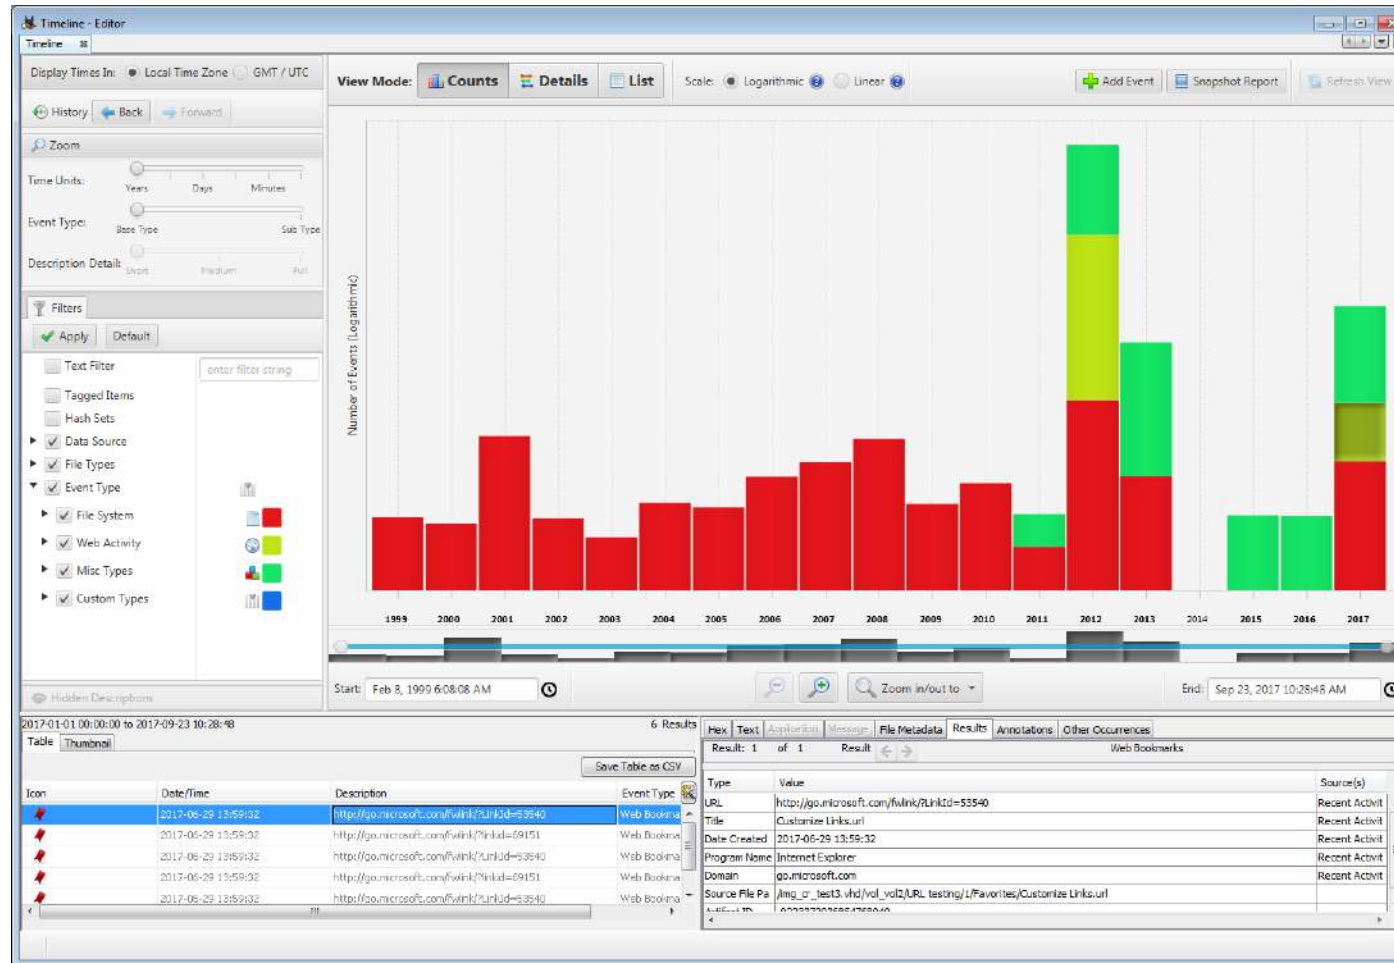 Timeline - Editor
Timeline
Display Times In: Local Time Zone GMT / UTC
History Back Forward
Zoom
Time Units:
Years Days Minutes
Event Type:
Base Type Sub Type
Description Detail:
Short Medium Full
Filters
Apply Default
Text Filter enter filter string
Tagged Items
Hash Sets
Data Source
File Types
Event Type
File System
Web Activity
Misc Types
Custom Types
Hidden Descriptions
View Mode: Counts Details List Scale: Logarithmic Linear Add Event Snapshot Report Refresh View
Number of Events (Logarithmic)
1999 2000 2001 2002 2003 2004 2005 2006 2007 2008 2009 2010 2011 2012 2013 2014 2015 2016 2017
Start: Feb 8, 1999 6:08:08 AM Zoom in/out to End: Sep 23, 2017 10:28:48 AM
2017-01-01 00:00:00 to 2017-09-23 10:28:48 6 Results
Table Thumbnail
Save Table as CSV
Icon Date/Time Description Event Type
2017-06-29 13:59:32 http://go.microsoft.com/fwlink/?LinkId=53540 Web Bookma
2017-06-29 13:59:32 http://go.microsoft.com/fwlink/?linkid=69151 Web Bookma
2017-06-29 13:59:32 http://go.microsoft.com/fwlink/?LinkId=53540 Web Bookma
2017-06-29 13:59:32 http://go.microsoft.com/fwlink/?linkid=69151 Web Bookma
2017-06-29 13:59:32 http://go.microsoft.com/fwlink/?LinkId=53540 Web Bookma
Hex Text Application Message File Metadata Results Annotations Other Occurrences
Result: 1 of 1 Result Web Bookmarks
Type Value Source(s)
URL http://go.microsoft.com/fwlink/?LinkId=53540 Recent Activit
Title Customize Links.url Recent Activit
Date Created 2017-06-29 13:59:32 Recent Activit
Program Name Internet Explorer Recent Activit
Domain go.microsoft.com Recent Activit
Source File Pa /img_cr_test3.vhd/vol_vol2/URL testing/1/Favorites/Customize Links.url